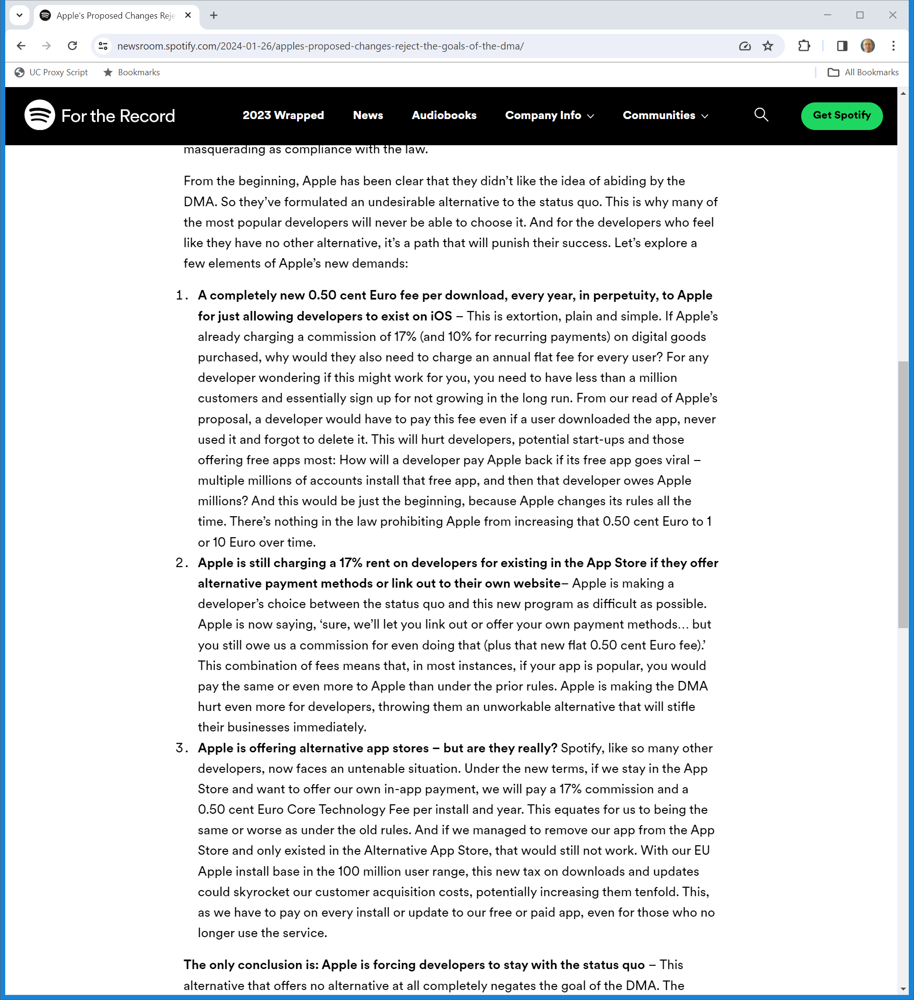 Apple's Proposed Changes Reje
newsroom.spotify.com/2024-01-26/apples-proposed-changes-reject-the-goals-of-the-dma/
UC Proxy Script
Bookmarks
All Bookmarks
For the Record
2023 Wrapped
News
Audiobooks
Company Info
Communities
Get Spotify
masquerading as compliance with the law.
From the beginning, Apple has been clear that they didn’t like the idea of abiding by the
DMA. So they’ve formulated an undesirable alternative to the status quo. This is why many of
the most popular developers will never be able to choose it. And for the developers who feel
like they have no other alternative, it’s a path that will punish their success. Let’s explore a
few elements of Apple’s new demands:
1. A completely new 0.50 cent Euro fee per download, every year, in perpetuity, to Apple
for just allowing developers to exist on iOS – This is extortion, plain and simple. If Apple’s
already charging a commission of 17% (and 10% for recurring payments) on digital goods
purchased, why would they also need to charge an annual flat fee for every user? For any
developer wondering if this might work for you, you need to have less than a million
customers and essentially sign up for not growing in the long run. From our read of Apple’s
proposal, a developer would have to pay this fee even if a user downloaded the app, never
used it and forgot to delete it. This will hurt developers, potential start-ups and those
offering free apps most: How will a developer pay Apple back if its free app goes viral –
multiple millions of accounts install that free app, and then that developer owes Apple
millions? And this would be just the beginning, because Apple changes its rules all the
time. There’s nothing in the law prohibiting Apple from increasing that 0.50 cent Euro to 1
or 10 Euro over time.
2. Apple is still charging a 17% rent on developers for existing in the App Store if they offer
alternative payment methods or link out to their own website– Apple is making a
developer’s choice between the status quo and this new program as difficult as possible.
Apple is now saying, ‘sure, we’ll let you link out or offer your own payment methods… but
you still owe us a commission for even doing that (plus that new flat 0.50 cent Euro fee).’
This combination of fees means that, in most instances, if your app is popular, you would
pay the same or even more to Apple than under the prior rules. Apple is making the DMA
hurt even more for developers, throwing them an unworkable alternative that will stifle
their businesses immediately.
3. Apple is offering alternative app stores – but are they really? Spotify, like so many other
developers, now faces an untenable situation. Under the new terms, if we stay in the App
Store and want to offer our own in-app payment, we will pay a 17% commission and a
0.50 cent Euro Core Technology Fee per install and year. This equates for us to being the
same or worse as under the old rules. And if we managed to remove our app from the App
Store and only existed in the Alternative App Store, that would still not work. With our EU
Apple install base in the 100 million user range, this new tax on downloads and updates
could skyrocket our customer acquisition costs, potentially increasing them tenfold. This,
as we have to pay on every install or update to our free or paid app, even for those who no
longer use the service.
The only conclusion is: Apple is forcing developers to stay with the status quo – This
alternative that offers no alternative at all completely negates the goal of the DMA. The